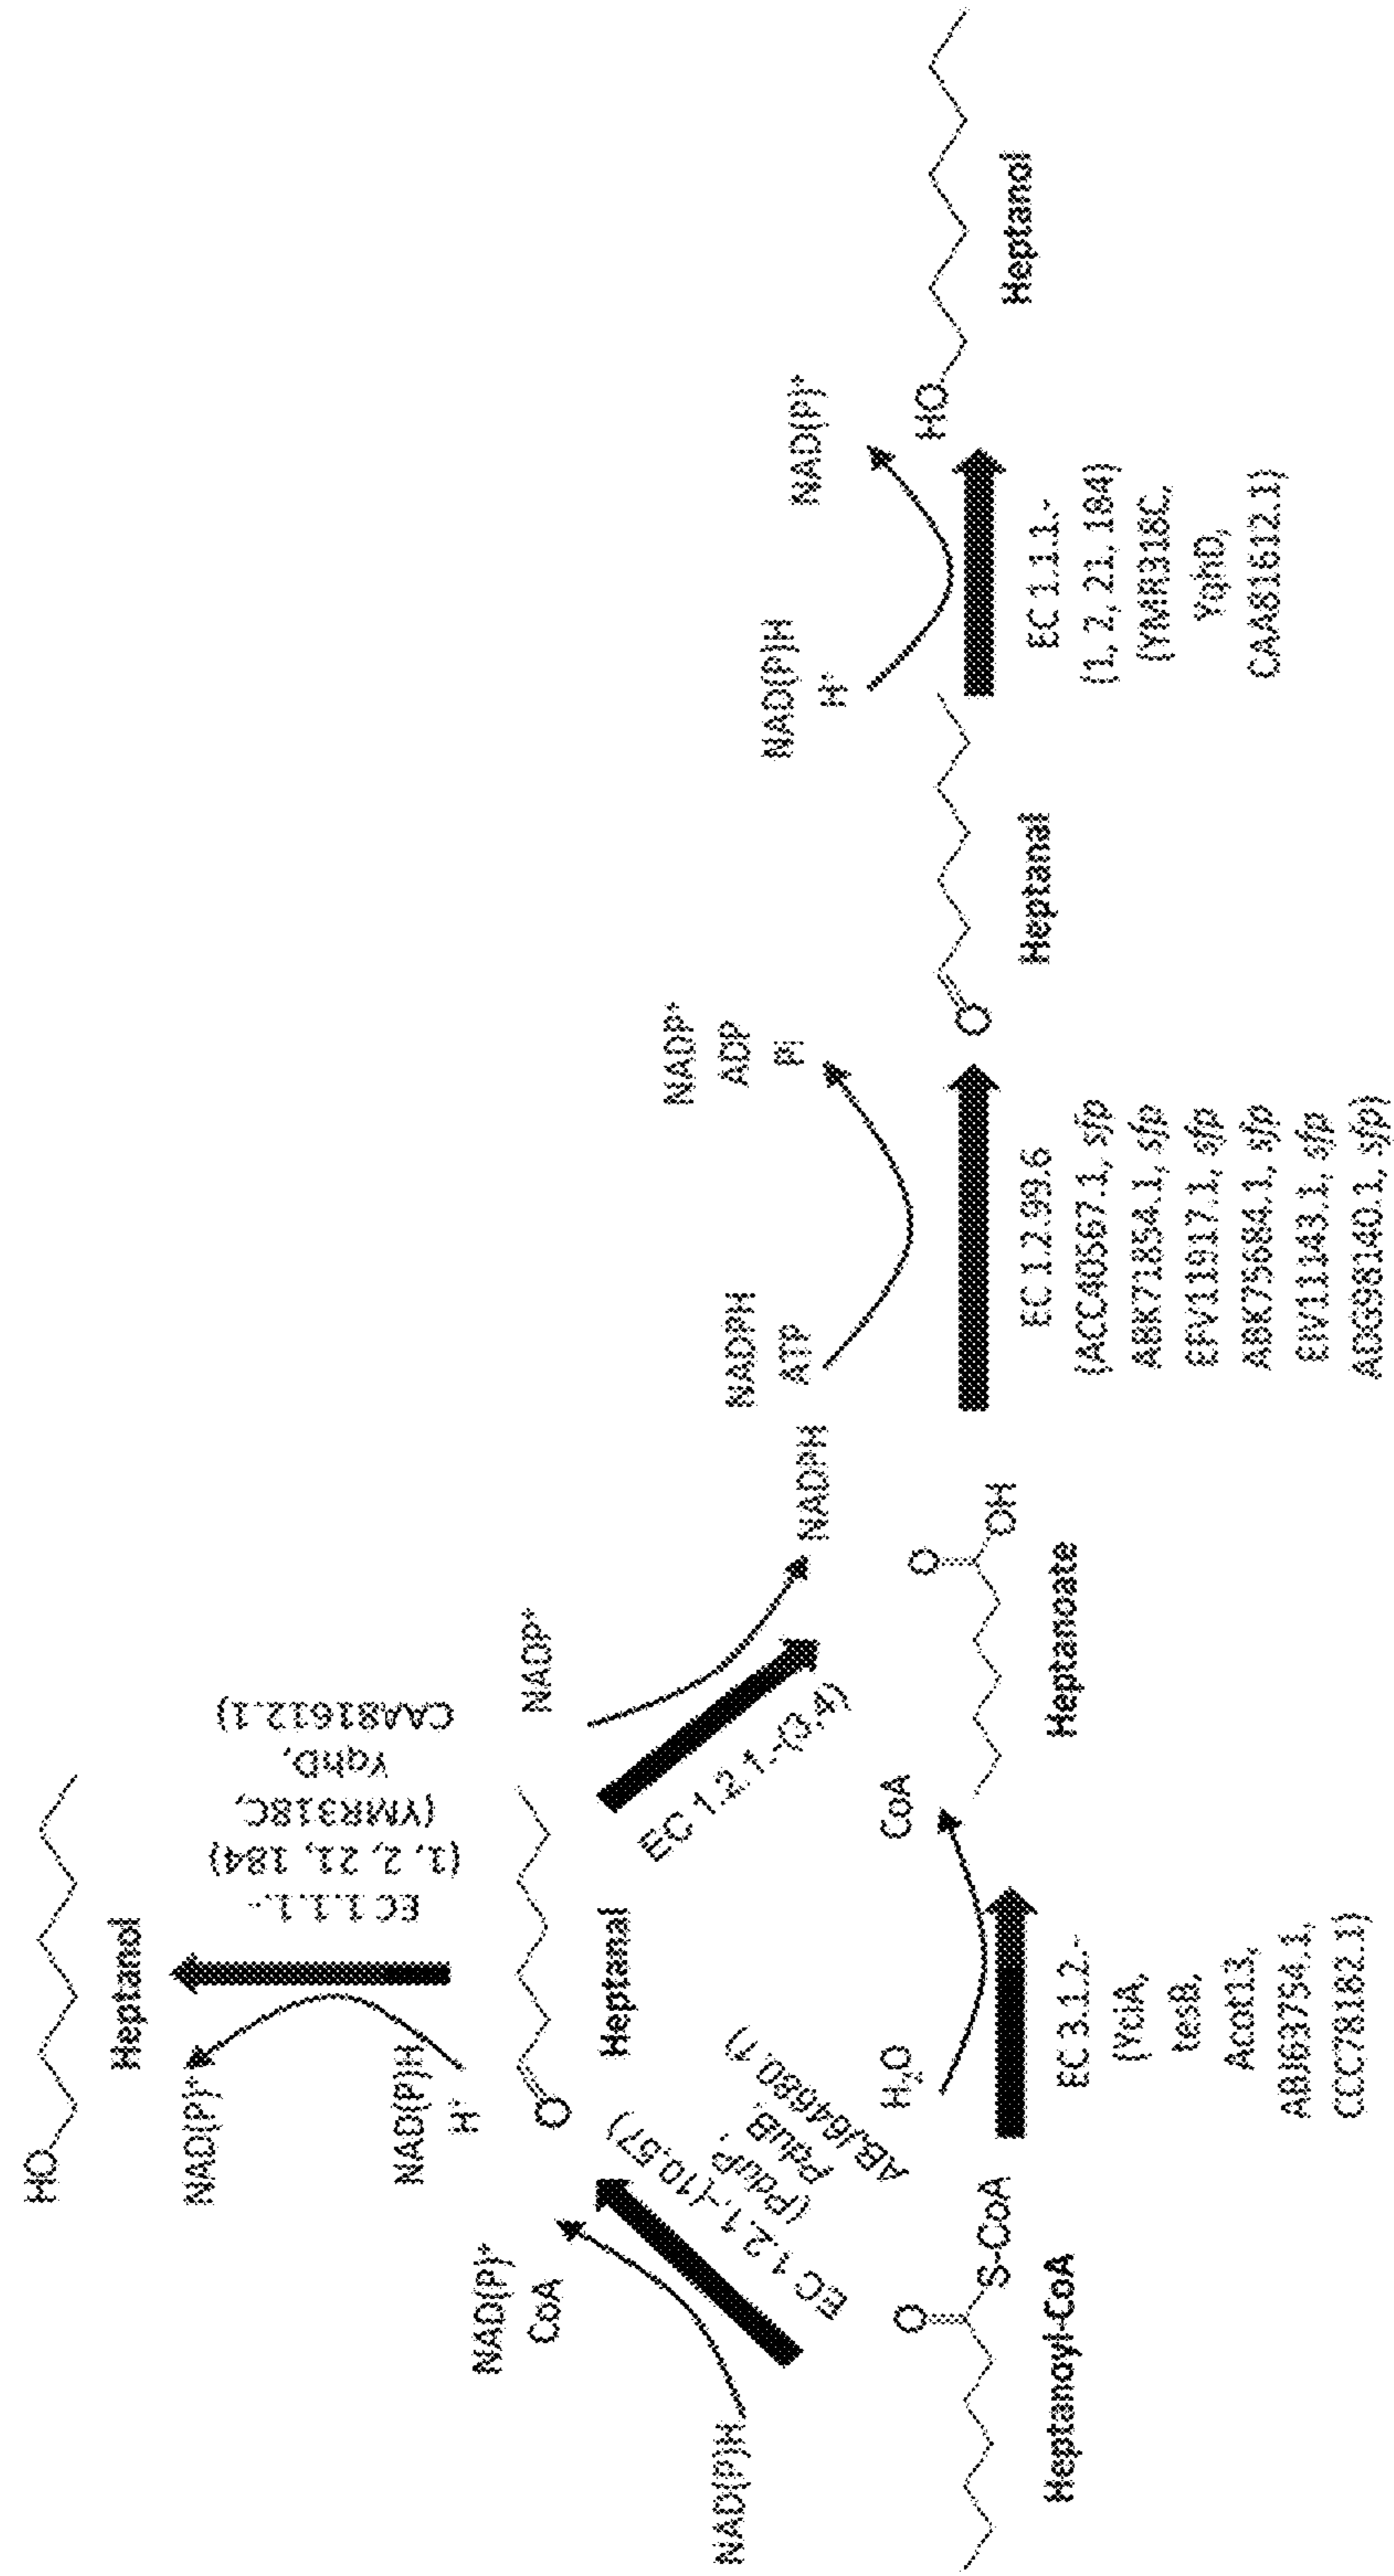 HO
Heptanol
NAD(P)+
NAD(P)H
H+
EC 1.1.1.-
(1, 2, 21, 184)
(YMR318C,
YqhD,
CAA81612.1)
O
Heptanal
NAD(P)+
CoA
NAD(P)H
EC 1.2.1.-(10,57)
(PduP,
PduB,
ABJ64680.1)
NADP+
NADPH
EC 1.2.1.-(3,4)
O
S-CoA
Heptanoyl-CoA
H2O
CoA
EC 3.1.2.-
(YciA,
tesB,
Acot13,
ABJ63754.1,
CCC78182.1)
O
OH
Heptanoate
NADPH
ATP
NADP+
ADP
Pi
EC 1.2.99.6
(ACC40567.1, sfp
ABK71854.1, sfp
EFV11917.1, sfp
ABK75684.1, sfp
EIV11143.1, sfp
ADG98140.1, sfp)
O
Heptanal
NAD(P)H
H+
NAD(P)+
EC 1.1.1.-
(1, 2, 21, 184)
(YMR318C,
YqhD,
CAA81612.1)
HO
Heptanol